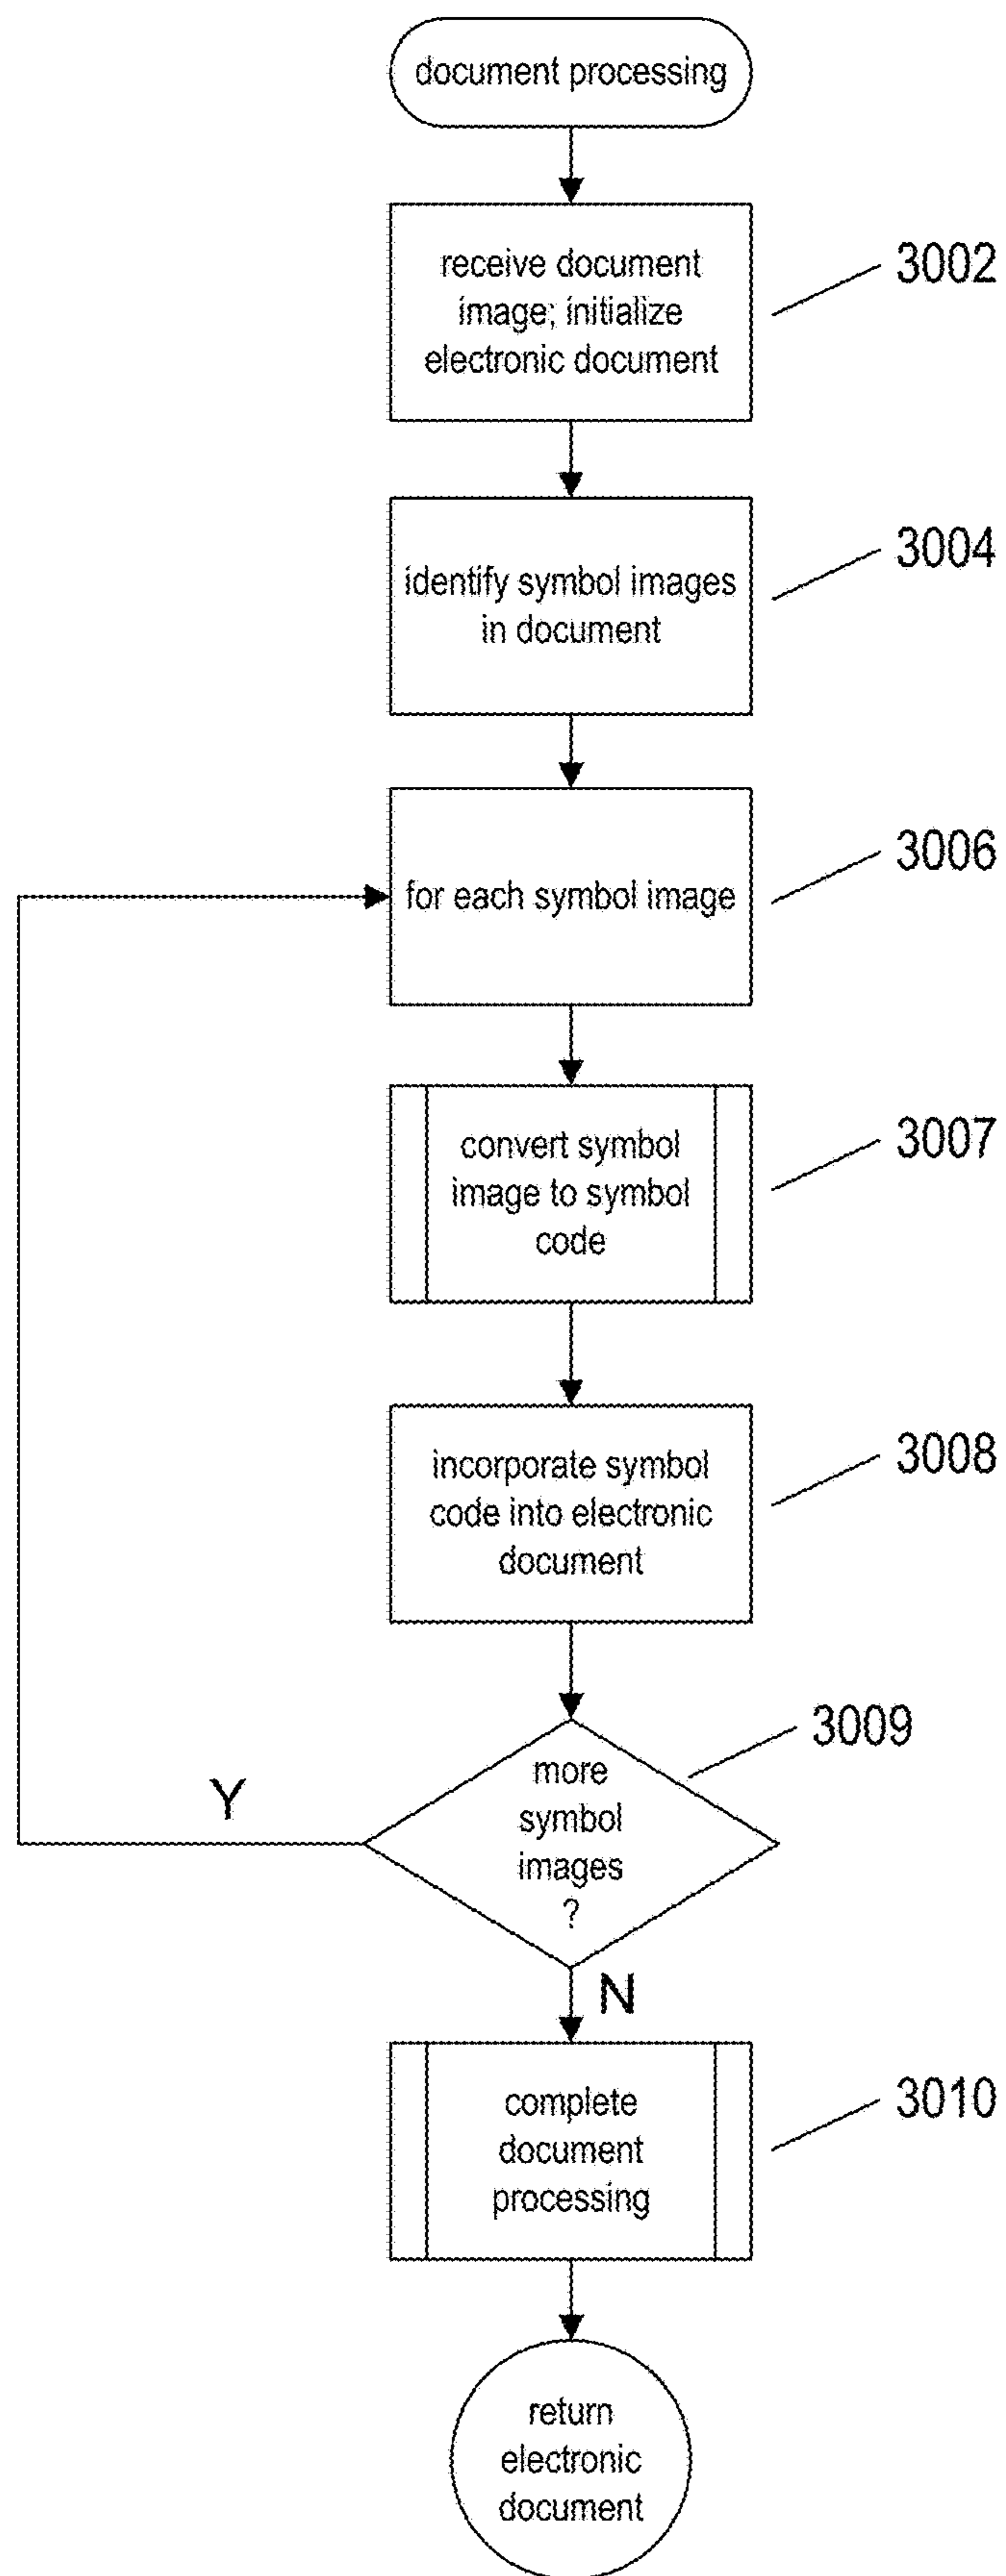 document processing
receive document
image; initialize
electronic document
3002
identify symbol images
in document
3004
for each symbol image
3006
convert symbol
image to symbol
code
3007
incorporate symbol
code into electronic
document
3008
more
symbol
images
?
3009
Y
N
complete
document
processing
3010
return
electronic
document